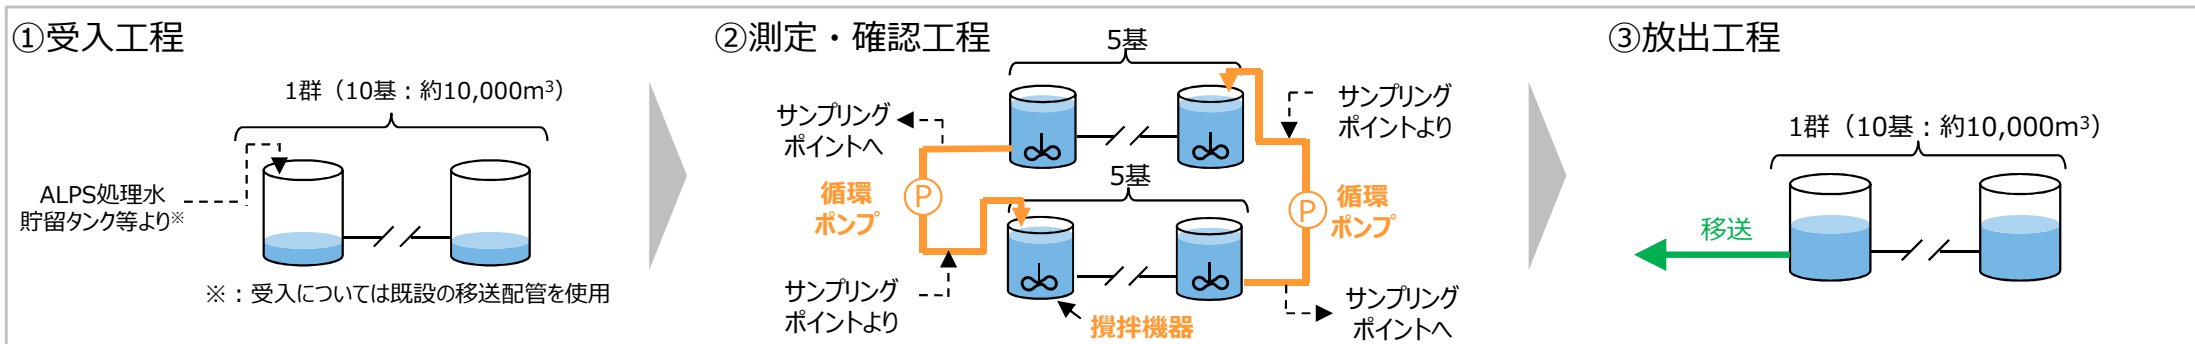 ①受入工程
1群（10基：約10,000m³）
ALPS処理水
貯留タンク等より※
※：受入については既設の移送配管を使用
②測定・確認工程
5基
サンプリング
ポイントへ
サンプリング
ポイントより
循環
ポンプ
P
5基
P
循環
ポンプ
サンプリング
ポイントより
攪拌機器
サンプリング
ポイントへ
③放出工程
1群（10基：約10,000m³）
移送